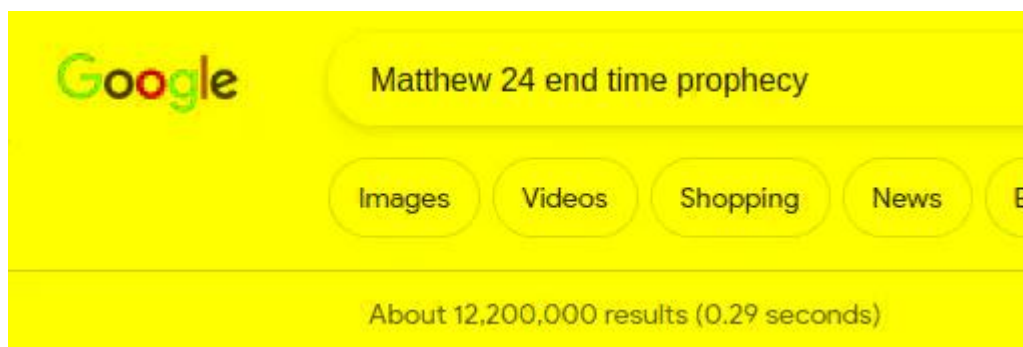 Google Matthew 24 end time prophecy
Images Videos Shopping News
About 12,200,000 results (0.29 seconds)